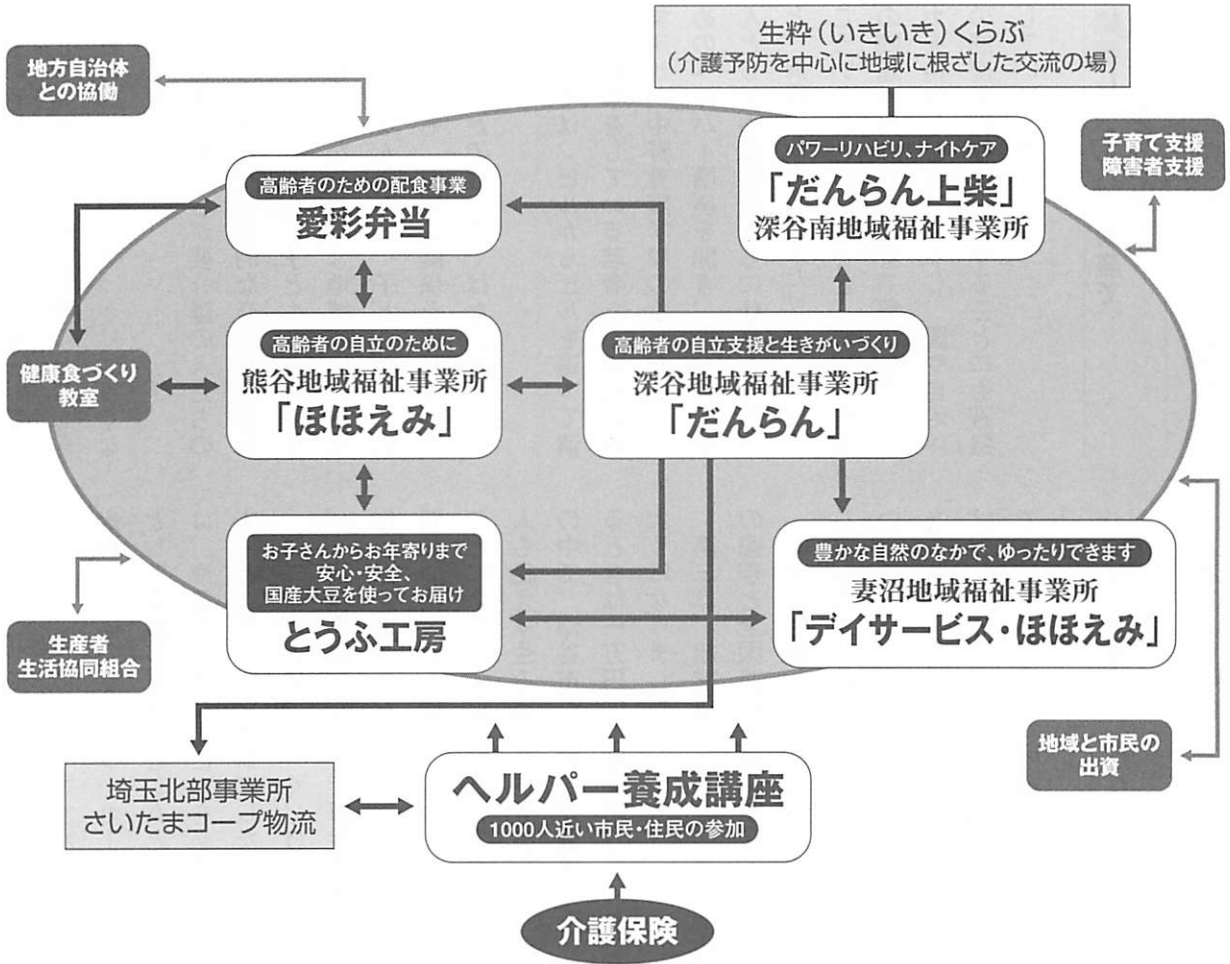 生粋（いきいき）くらぶ
（介護予防を中心に地域に根ざした交流の場）
地方自治体
との協働
子育て支援
障害者支援
パワーリハビリ、ナイトケア
「だんらん上柴」
深谷南地域福祉事業所
高齢者のための配食事業
愛彩弁当
健康食づくり
教室
高齢者の自立のために
熊谷地域福祉事業所
「ほほえみ」
高齢者の自立支援と生きがいづくり
深谷地域福祉事業所
「だんらん」
お子さんからお年寄りまで
安心・安全、
国産大豆を使ってお届け
とうふ工房
豊かな自然のなかで、ゆったりできます
妻沼地域福祉事業所
「デイサービス・ほほえみ」
生産者
生活協同組合
地域と市民の
出資
埼玉北部事業所
さいたまコープ物流
ヘルパー養成講座
1000人近い市民・住民の参加
介護保険